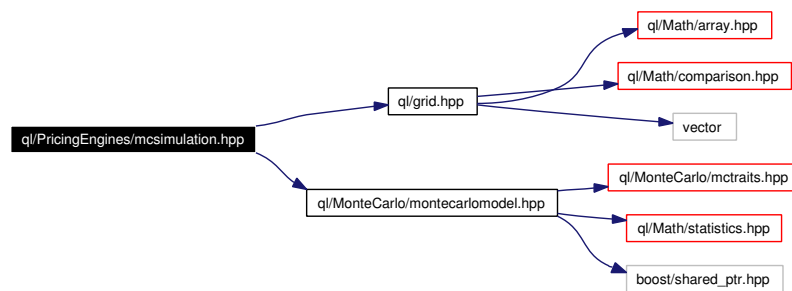 ql/Math/array.hpp
ql/Math/comparison.hpp
ql/grid.hpp
vector
ql/PricingEngines/mcsimulation.hpp
ql/MonteCarlo/mctraits.hpp
ql/MonteCarlo/montecarlomodel.hpp
ql/Math/statistics.hpp
boost/shared_ptr.hpp